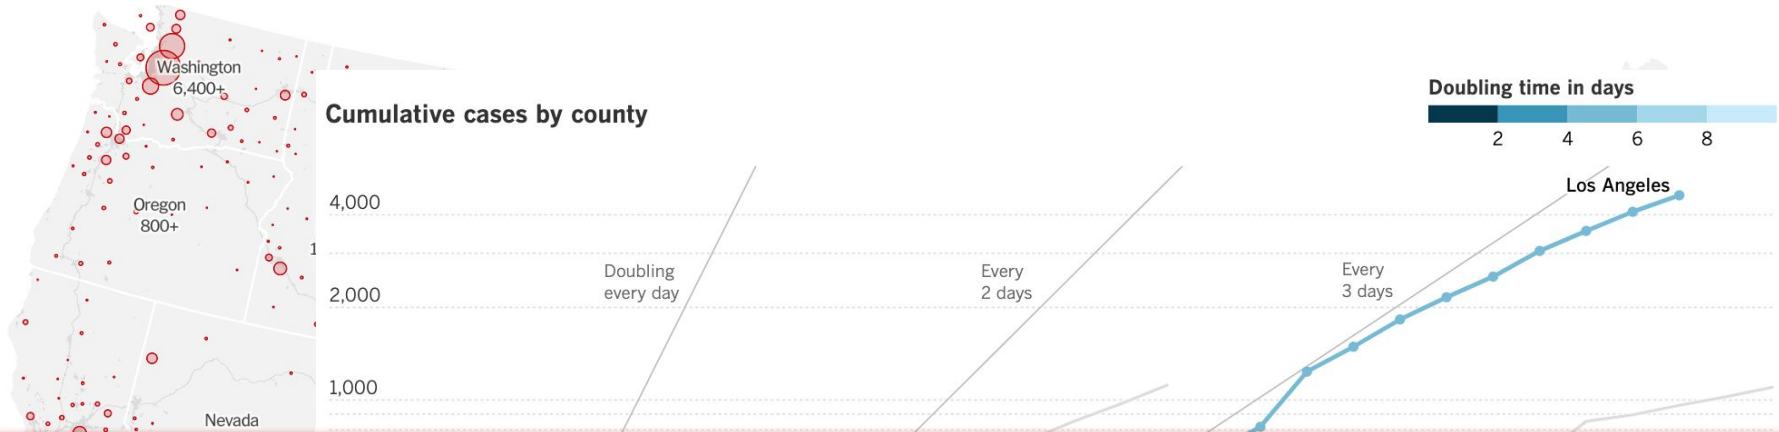 Washington
6,400+
Oregon
800+
1
Nevada
Cumulative cases by county
Doubling time in days
2 4 6 8
Los Angeles
4,000
Doubling
every day
Every
2 days
Every
3 days
2,000
1,000